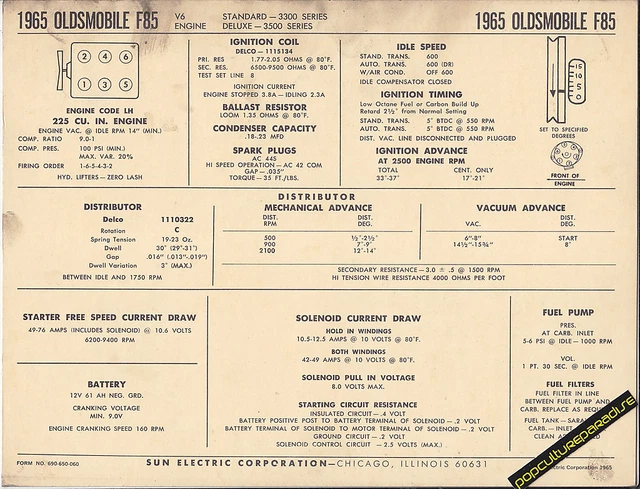 1965 OLDSMOBILE F85
V6 ENGINE
STANDARD — 3300 SERIES
DELUXE — 3500 SERIES
1965 OLDSMOBILE F85
2 4 6
1 3 5
ENGINE CODE LH
225 CU. IN. ENGINE
ENGINE VAC. @ IDLE RPM 14" (MIN.)
COMP. RATIO 9.0-1
COMP. PRES. 100 PSI (MIN.)
MAX. VAR. 20%
FIRING ORDER 1-6-5-4-3-2
HYD. LIFTERS — ZERO LASH
IGNITION COIL
DELCO — 1115134
PRI. RES 1.77-2.05 OHMS @ 80°F.
SEC. RES. 6500-9500 OHMS @ 80°F.
TEST SET LINE 8
IGNITION CURRENT
ENGINE STOPPED 3.8A — IDLING 2.3A
BALLAST RESISTOR
LOOM 1.35 OHMS @ 80°F.
CONDENSER CAPACITY
.18-23 MFD
SPARK PLUGS
AC 44S
HI SPEED OPERATION — AC 42 COM
GAP — .035"
TORQUE — 35 FT./LBS.
IDLE SPEED
STAND. TRANS. 600
AUTO. TRANS. 600 (DR)
W/AIR COND. OFF 600
IDLE COMPENSATOR CLOSED
IGNITION TIMING
Low Octane Fuel or Carbon Build Up
Retard 2½° from Normal Setting
STAND. TRANS. 5° BTDC @ 550 RPM
AUTO. TRANS. 5° BTDC @ 550 RPM
DIST. VAC. LINE DISCONNECTED AND PLUGGED
IGNITION ADVANCE
AT 2500 ENGINE RPM
TOTAL CENT. ONLY
33°-37° 17°-21°
15
10
5
0
SET TO SPECIFIED DEGREES
FRONT OF ENGINE
DISTRIBUTOR
DISTRIBUTOR
Delco 1110322
Rotation C
Spring Tension 19-23 Oz.
Dwell 30° (29°-31°)
Gap .016" (.013"-.019")
Dwell Variation 3° (MAX.)
BETWEEN IDLE AND 1750 RPM
MECHANICAL ADVANCE
DIST. RPM DIST. DEG.
500 ½°-2½°
900 7°-9°
2100 12°-14°
VACUUM ADVANCE
VAC. DIST. DEG.
6"-8" START
14½"-15¾" 8°
SECONDARY RESISTANCE — 3.0 ± .5 @ 1500 RPM
HI TENSION WIRE RESISTANCE 4000 OHMS PER FOOT
STARTER FREE SPEED CURRENT DRAW
49-76 AMPS (INCLUDES SOLENOID) @ 10.6 VOLTS
6200-9400 RPM
BATTERY
12V 61 AH NEG. GRD.
CRANKING VOLTAGE
MIN. 9.0V
ENGINE CRANKING SPEED 160 RPM
SOLENOID CURRENT DRAW
HOLD IN WINDINGS
10.5-12.5 AMPS @ 10 VOLTS @ 80°F.
BOTH WINDINGS
42-49 AMPS @ 10 VOLTS @ 80°F.
SOLENOID PULL IN VOLTAGE
8.0 VOLTS MAX.
STARTING CIRCUIT RESISTANCE
INSULATED CIRCUIT — .4 VOLT
BATTERY POSITIVE POST TO BATTERY TERMINAL OF SOLENOID — .2 VOLT
BATTERY TERMINAL OF SOLENOID TO MOTOR TERMINAL OF SOLENOID — .2 VOLT
GROUND CIRCUIT — .2 VOLT
SOLENOID CONTROL CIRCUIT — 2.5 VOLTS (MAX.)
FUEL PUMP
PRES.
AT CARB. INLET
5-6 PSI @ IDLE — 1000 RPM
VOL.
1 PT. 30 SEC. @ IDLE RPM
FUEL FILTERS
FUEL FILTER IN LINE
BETWEEN FUEL PUMP AND
CARB. REPLACE AS
FUEL TANK —
CARB. —
CLEAN
popcultureparadise
FORM NO. 690-650-060
SUN ELECTRIC CORPORATION — CHICAGO, ILLINOIS 60631
Corporation 1965